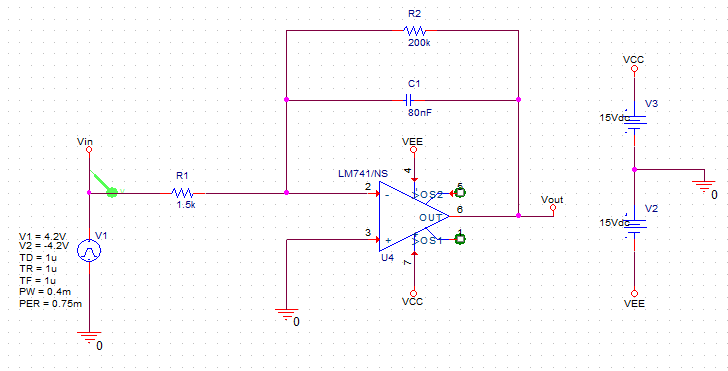 R2
200k
C1
80nF
VCC
V3
15Vdc
0
V2
15Vdc
VEE
Vin
R1
1.5k
VEE
LM741/NS
4
2
-
OS2
5
OUT
6
Vout
3
+
OS1
1
U4
7
VCC
V1 = 4.2V
V2 = -4.2V
TD = 1u
TR = 1u
TF = 1u
PW = 0.4m
PER = 0.75m
V1
0
0